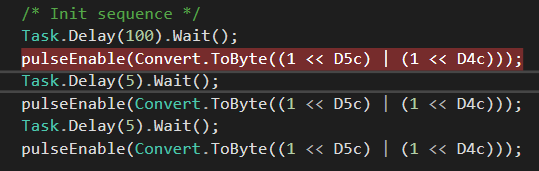 /* Init sequence */
Task.Delay(100).Wait();
pulseEnable(Convert.ToByte((1 << D5c) | (1 << D4c)));
Task.Delay(5).Wait();
pulseEnable(Convert.ToByte((1 << D5c) | (1 << D4c)));
Task.Delay(5).Wait();
pulseEnable(Convert.ToByte((1 << D5c) | (1 << D4c)));